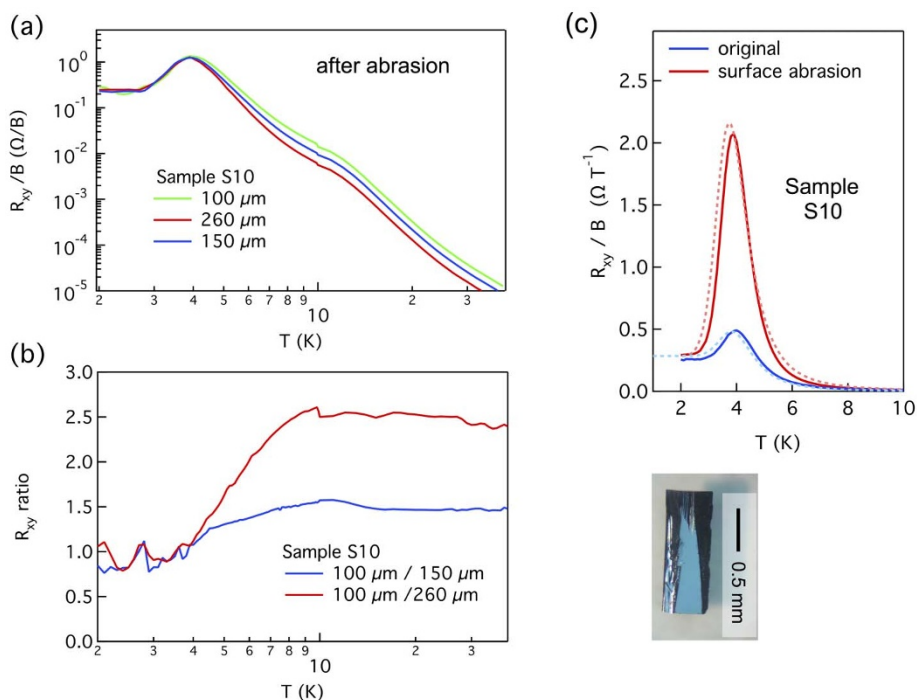 (a)
R_xy /B (Ω/B)
10^0
10^-1
10^-2
10^-3
10^-4
10^-5
after abrasion
Sample S10
100 µm
260 µm
150 µm
2 3 4 5 6 7 8 9 10 2 3
T (K)
(b)
R_xy ratio
3.0
2.5
2.0
1.5
1.0
0.5
0.0
Sample S10
100 µm / 150 µm
100 µm /260 µm
2 3 4 5 6 7 8 9 10 2 3
T (K)
(c)
original
surface abrasion
R_xy / B (Ω T^-1)
2.5
2.0
1.5
1.0
0.5
0.0
Sample
S10
2 4 6 8 10
T (K)
0.5 mm